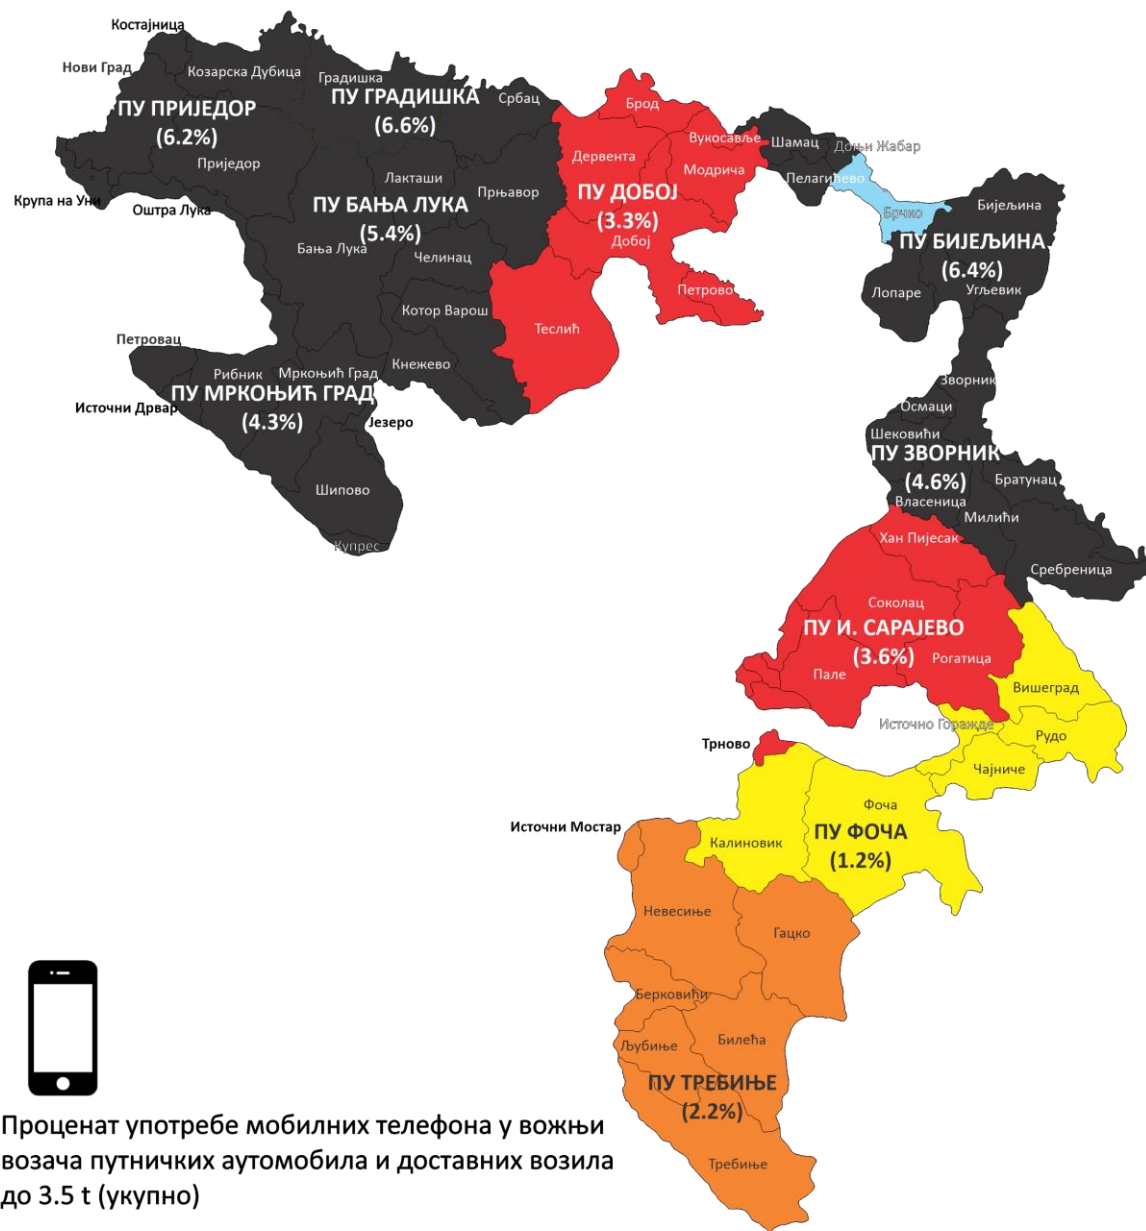 Костајница
Нови Град
Козарска Дубица
Градишка
ПУ ПРИЈЕДОР
(6.2%)
ПУ ГРАДИШКА
(6.6%)
Србац
Приједор
Крупа на Уни
Оштра Лука
Лакташи
Прњавор
ПУ БАЊА ЛУКА
(5.4%)
Бања Лука
Челинац
Котор Варош
Кнежево
Петровац
Рибник
Мркоњић Град
ПУ МРКОЊИЋ ГРАД
(4.3%)
Источни Дрвар
Језеро
Шипово
Купрес
Брод
Вукосавље
Дервента
Модрича
ПУ ДОБОЈ
(3.3%)
Добој
Петрово
Теслић
Шамац
Доњи Жабар
Пелагићево
Брчко
Бијељина
ПУ БИЈЕЉИНА
(6.4%)
Лопаре
Угљевик
Зворник
Осмаци
Шековићи
ПУ ЗВОРНИК
(4.6%)
Братунац
Власеница
Милићи
Сребреница
Хан Пијесак
Соколац
ПУ И. САРАЈЕВО
(3.6%)
Рогатица
Пале
Вишеград
Источно Горажде
Рудо
Трново
Чајниче
Фоча
ПУ ФОЧА
(1.2%)
Калиновик
Источни Мостар
Невесиње
Гацко
Берковићи
Љубиње
Билећа
ПУ ТРЕБИЊЕ
(2.2%)
Требиње
Проценат употребе мобилних телефона у вожњи
возача путничких аутомобила и доставних возила
до 3.5 t (укупно)